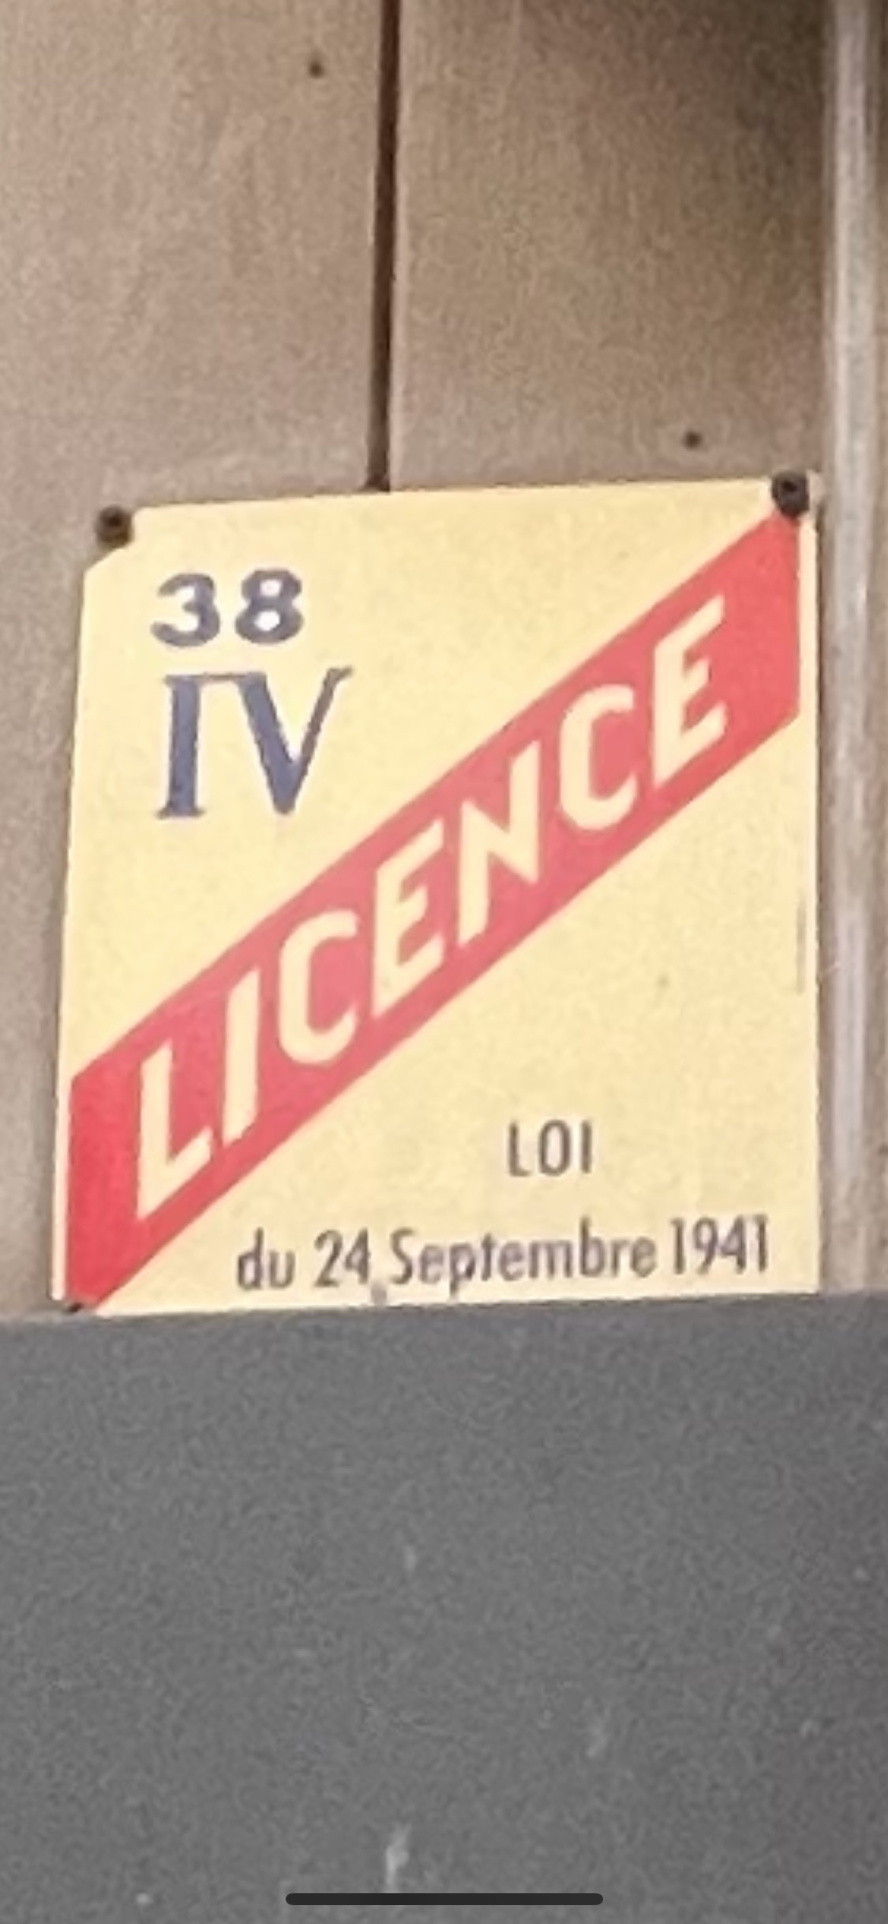 38
IV
LICENCE
LOI
du 24 Septembre 1941